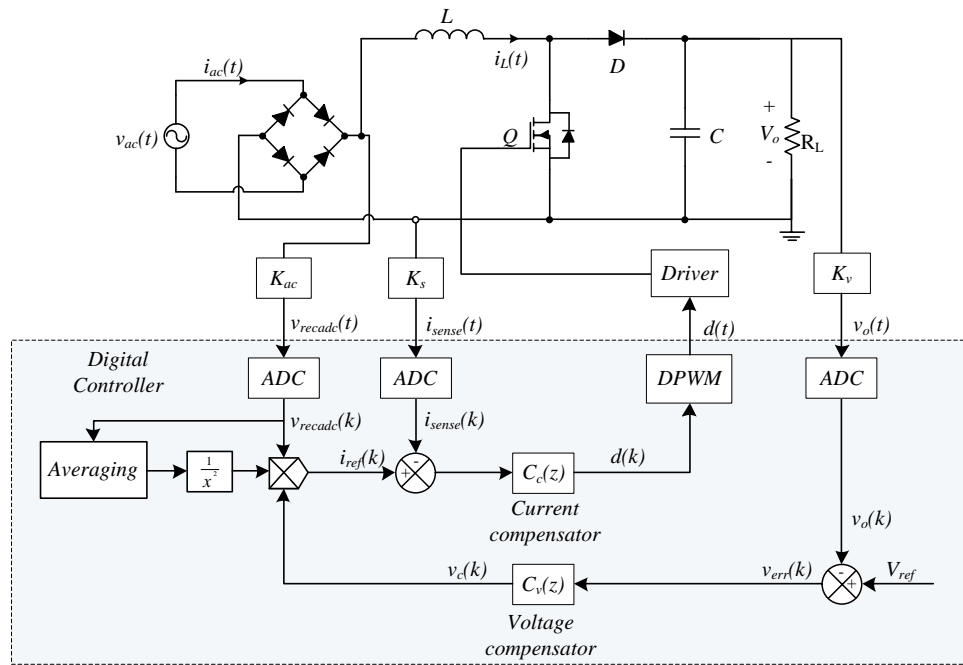 L
i_L(t)
D
i_ac(t)
v_ac(t)
Q
C
+
V_o
-
R_L
K_ac
K_s
Driver
K_v
v_recadc(t)
i_sense(t)
d(t)
v_o(t)
Digital
Controller
ADC
ADC
DPWM
ADC
v_recadc(k)
i_sense(k)
Averaging
1
x²
i_ref(k)
+
-
C_c(z)
d(k)
Current
compensator
v_o(k)
v_c(k)
C_v(z)
v_err(k)
-
+
V_ref
Voltage
compensator